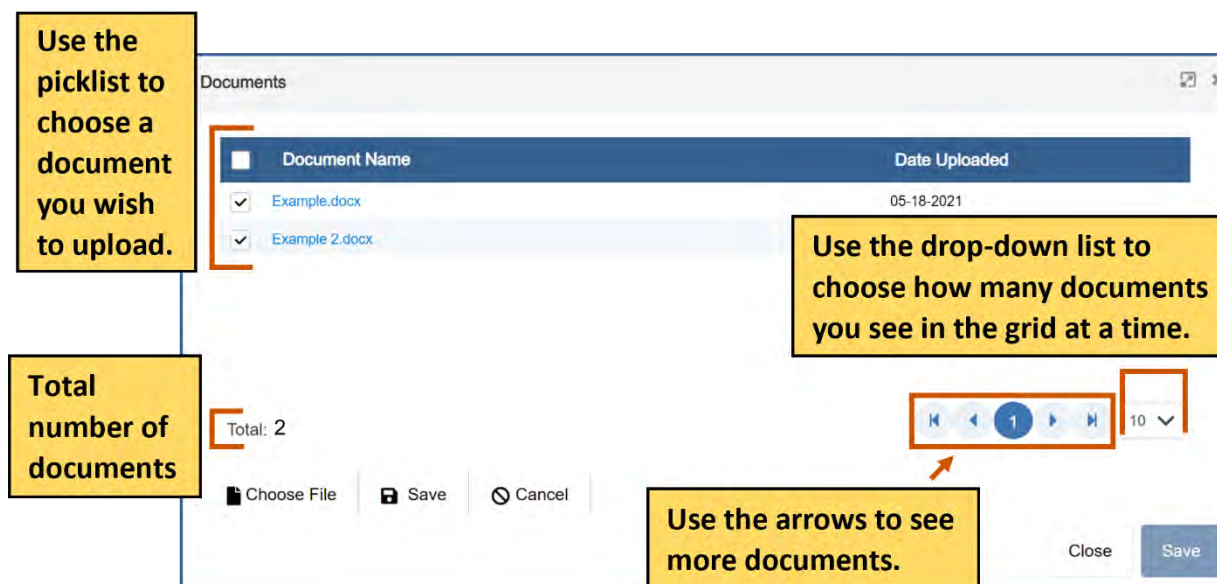 Use the
picklist to
choose a
document
you wish
to upload.
Documents
Document Name Date Uploaded
Example.docx 05-18-2021
Example 2.docx
Use the drop-down list to
choose how many documents
you see in the grid at a time.
Total
number of
documents
Total: 2
1
10
Choose File Save Cancel
Use the arrows to see
more documents.
Close Save